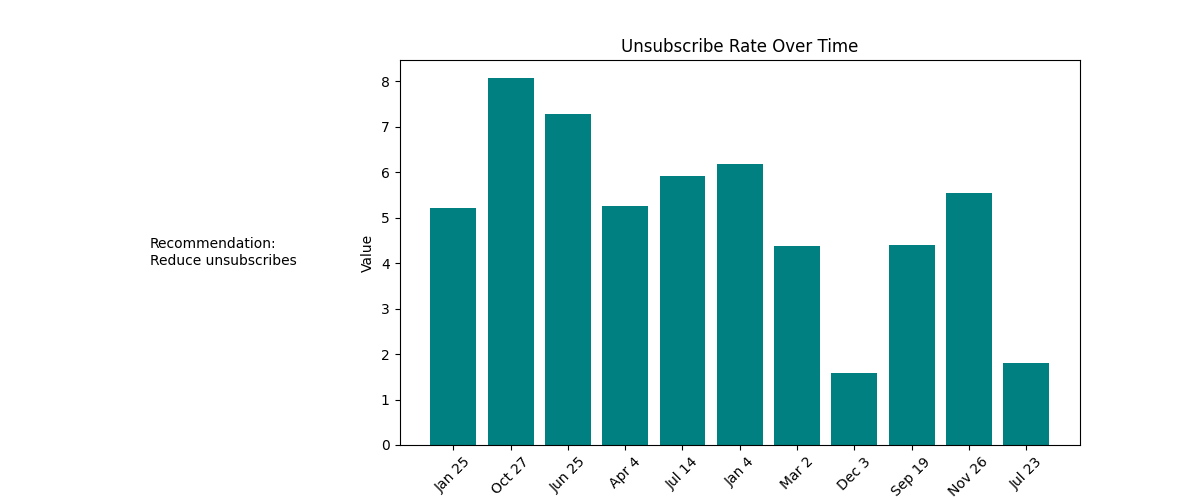 Unsubscribe Rate Over Time
Recommendation:
Reduce unsubscribes
Value
8
7
6
5
4
3
2
1
0
Jan 25
Oct 27
Jun 25
Apr 4
Jul 14
Jan 4
Mar 2
Dec 3
Sep 19
Nov 26
Jul 23